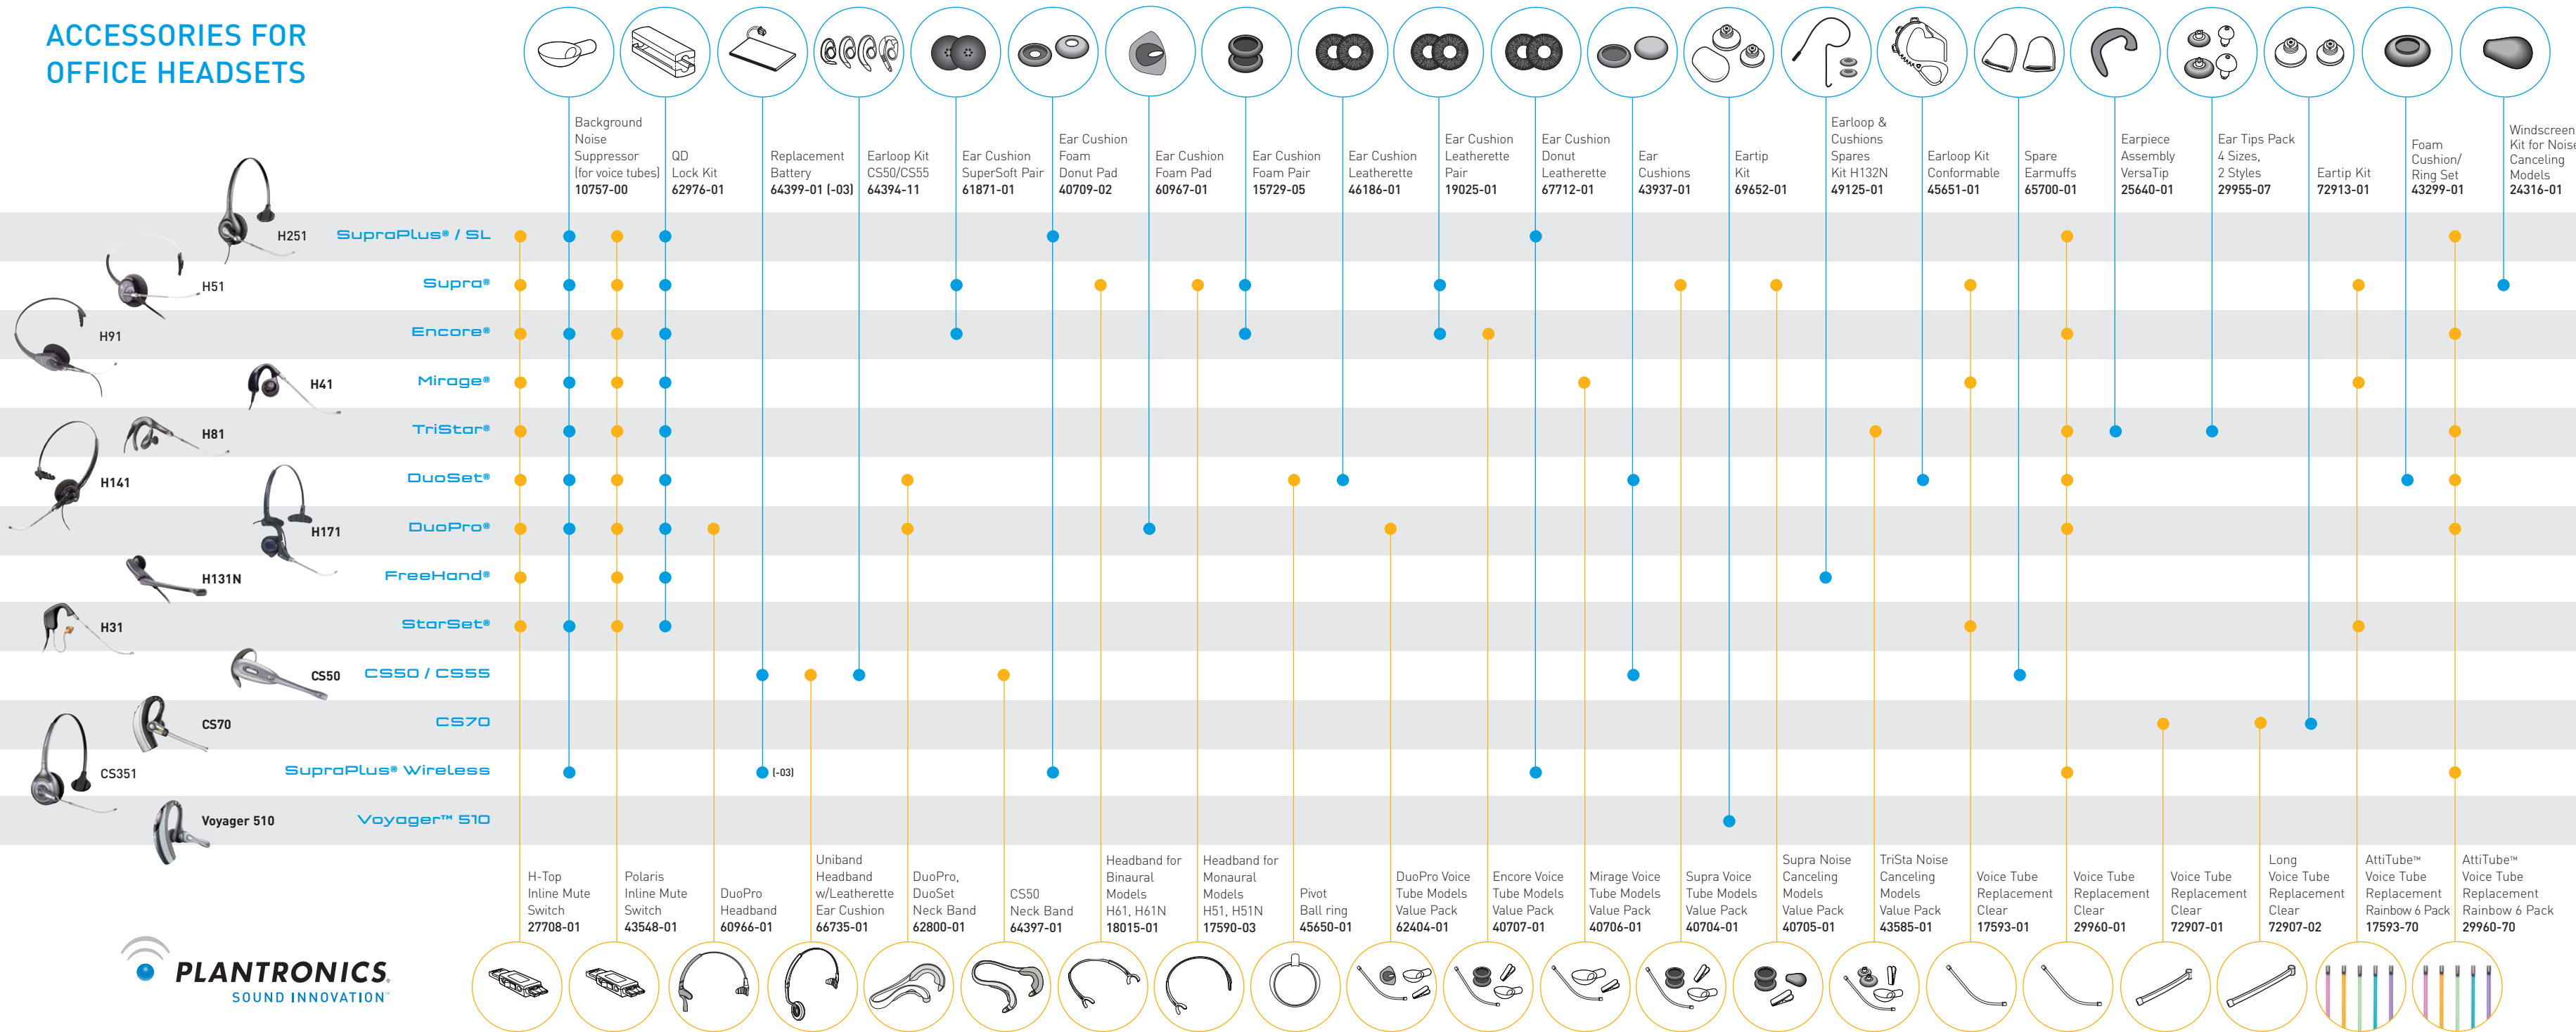 ACCESSORIES FOR
OFFICE HEADSETS
Background
Noise
Suppressor
(for voice tubes)
10757-00
QD
Lock Kit
62976-01
Replacement
Battery
64399-01 (-03)
Earloop Kit
CS50/CS55
64394-11
Ear Cushion
SuperSoft Pair
61871-01
Ear Cushion
Foam
Donut Pad
40709-02
Ear Cushion
Foam Pad
60967-01
Ear Cushion
Foam Pair
15729-05
Ear Cushion
Leatherette
46186-01
Ear Cushion
Leatherette
Pair
19025-01
Ear Cushion
Donut
Leatherette
67712-01
Ear
Cushions
43937-01
Eartip
Kit
69652-01
Earloop &
Cushions
Spares
Kit H132N
49125-01
Earloop Kit
Conformable
45651-01
Spare
Earmuffs
65700-01
Earpiece
Assembly
VersaTip
25640-01
Ear Tips Pack
4 Sizes,
2 Styles
29955-07
Eartip Kit
72913-01
Foam
Cushion/
Ring Set
43299-01
Windscreen
Kit for Noise
Canceling
Models
24316-01
H251
SupraPlus® / SL
H51
Supra®
H91
Encore®
H41
Mirage®
H81
TriStar®
H141
DuoSet®
H171
DuoPro®
H131N
FreeHand®
H31
StarSet®
CS50
CS50 / CS55
CS70
CS70
CS351
SupraPlus® Wireless
(-03)
Voyager 510
Voyager™ 510
H-Top
Inline Mute
Switch
27708-01
Polaris
Inline Mute
Switch
43548-01
DuoPro
Headband
60966-01
Uniband
Headband
w/Leatherette
Ear Cushion
66735-01
DuoPro,
DuoSet
Neck Band
62800-01
CS50
Neck Band
64397-01
Headband for
Binaural
Models
H61, H61N
18015-01
Headband for
Monaural
Models
H51, H51N
17590-03
Pivot
Ball ring
45650-01
DuoPro Voice
Tube Models
Value Pack
62404-01
Encore Voice
Tube Models
Value Pack
40707-01
Mirage Voice
Tube Models
Value Pack
40706-01
Supra Voice
Tube Models
Value Pack
40704-01
Supra Noise
Canceling
Models
Value Pack
40705-01
TriSta Noise
Canceling
Models
Value Pack
43585-01
Voice Tube
Replacement
Clear
17593-01
Voice Tube
Replacement
Clear
29960-01
Voice Tube
Replacement
Clear
72907-01
Long
Voice Tube
Replacement
Clear
72907-02
AttiTube™
Voice Tube
Replacement
Rainbow 6 Pack
17593-70
AttiTube™
Voice Tube
Replacement
Rainbow 6 Pack
29960-70
PLANTRONICS®
SOUND INNOVATION™